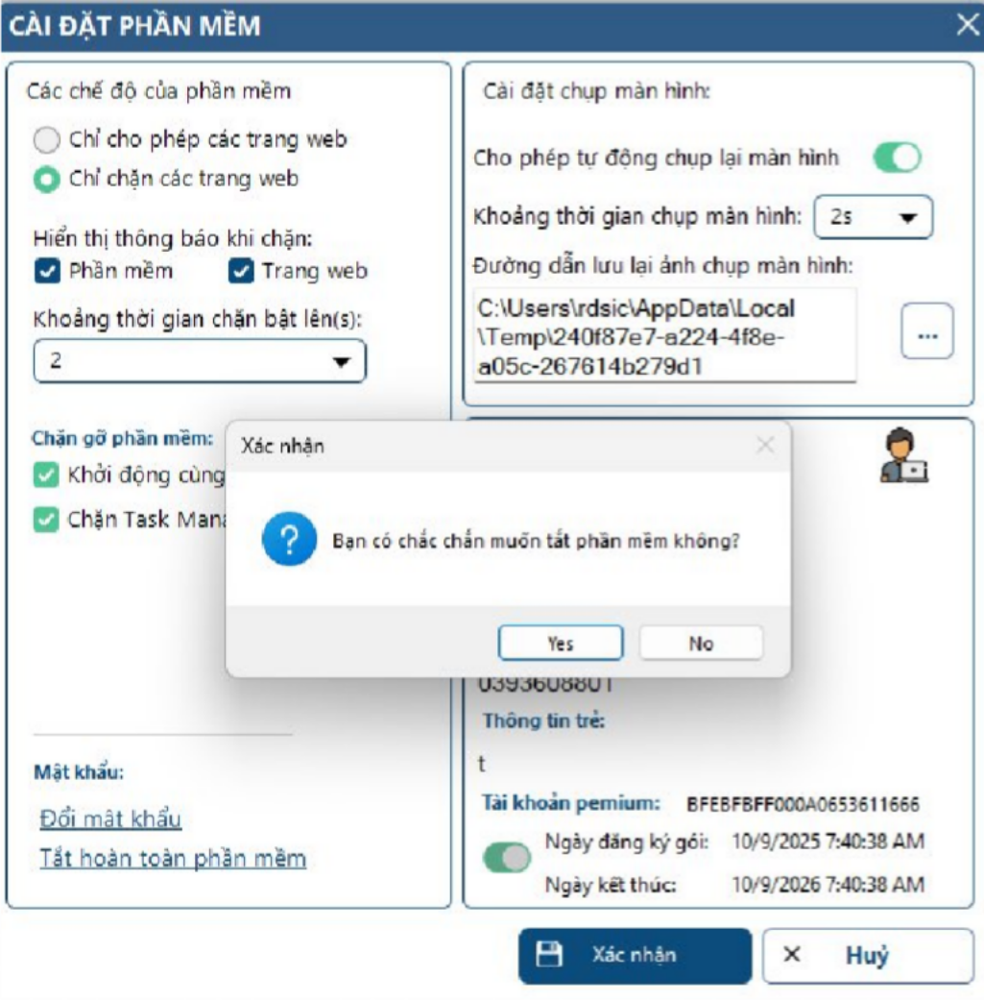 CÀI ĐẶT PHẦN MỀM
Các chế độ của phần mềm
Chỉ cho phép các trang web
Chỉ chặn các trang web
Hiển thị thông báo khi chặn:
Phần mềm Trang web
Khoảng thời gian chặn bật lên(s):
2
Chặn gỡ phần mềm:
Khởi động cùng
Chặn Task
Mật khẩu:
Đổi mật khẩu
Tắt hoàn toàn phần mềm
Cài đặt chụp màn hình:
Cho phép tự động chụp lại màn hình
Khoảng thời gian chụp màn hình: 2s
Đường dẫn lưu lại ảnh chụp màn hình:
C:\Users\rdsic\AppData\Local
\Temp\240f87e7-a224-4f8e-
a05c-267614b279d1
...
Xác nhận
Bạn có chắc chắn muốn tắt phần mềm không?
Yes No
0393608801
Thông tin trẻ:
t
Tài khoản pemium: BFEBFBFF000A0653611666
Ngày đăng ký gói: 10/9/2025 7:40:38 AM
Ngày kết thúc: 10/9/2026 7:40:38 AM
Xác nhận Huỷ